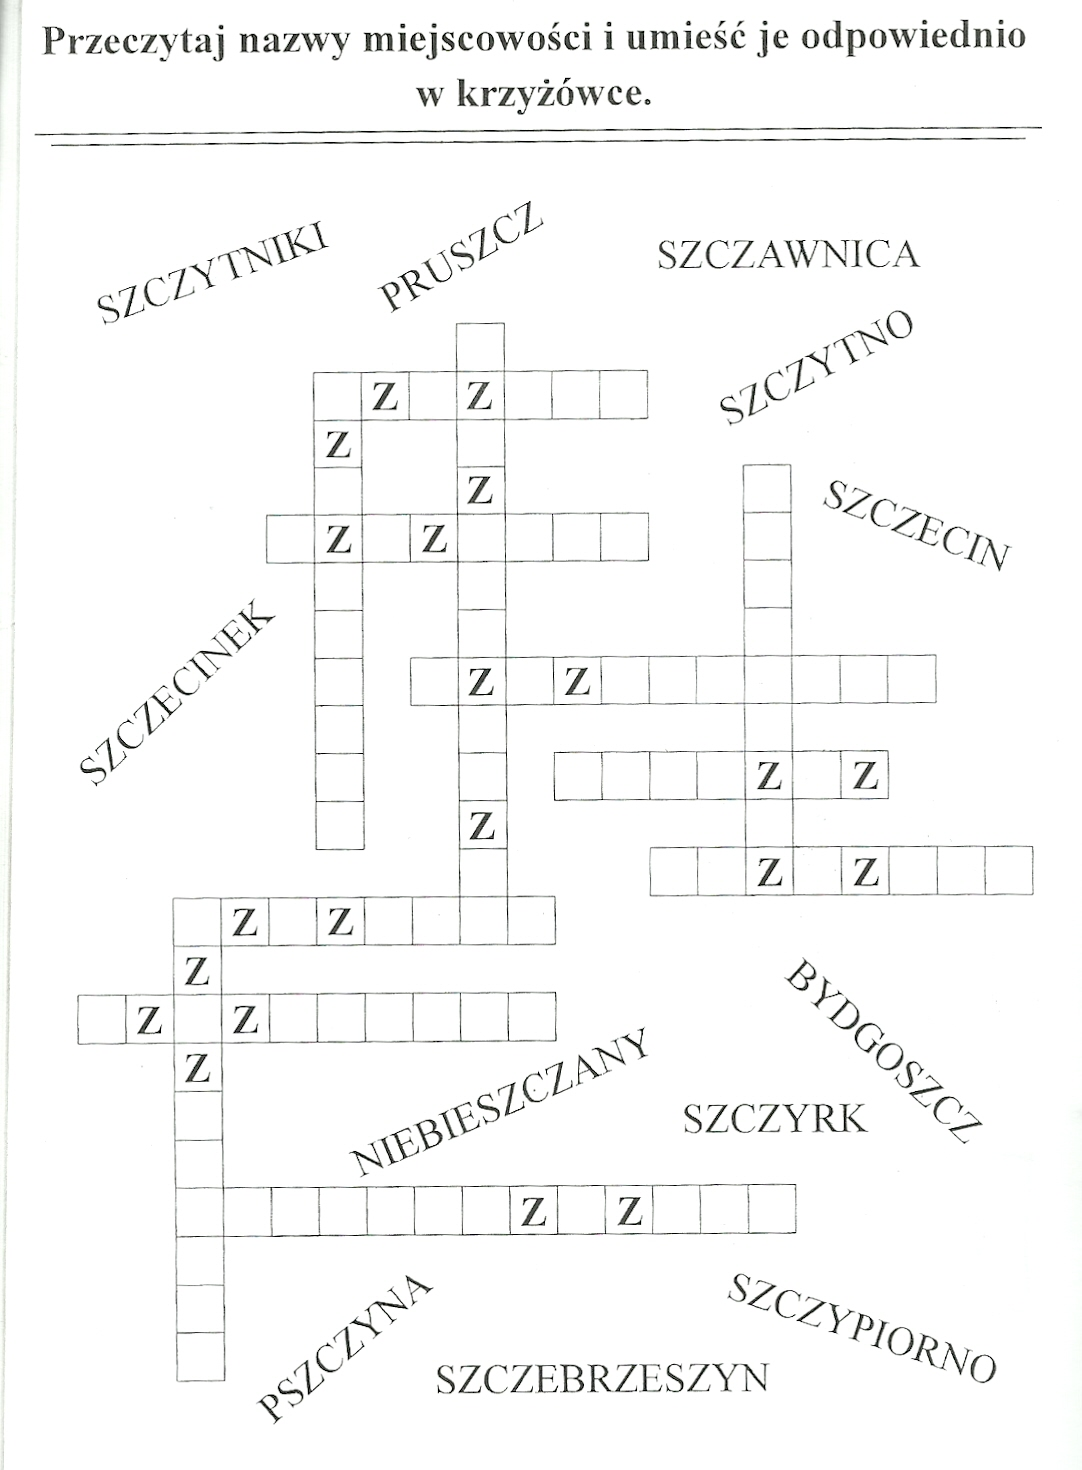 Przeczytaj nazwy miejscowości i umieść je odpowiednio
w krzyżówce.
SZCZYTNIKI
PRUSZCZ
SZCZAWNICA
SZCZYTNO
Z Z
Z
Z
SZCZECIN
Z Z
SZCZECINEK
Z Z
Z Z
Z
Z Z
Z Z
Z
BYDGOSZCZ
Z Z
Z
NIEBIESZCZANY
SZCZYRK
Z Z
PSZCZYNA
SZCZEBRZESZYN
SZCZYPIORNO